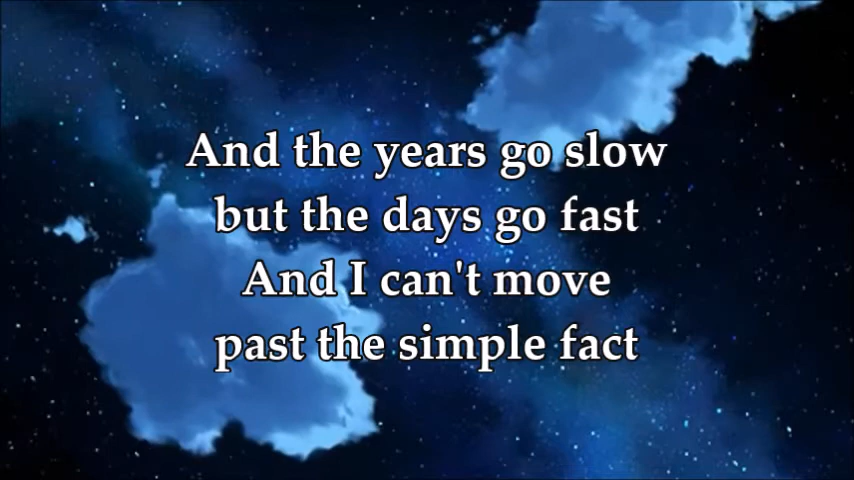 And the years go slow
but the days go fast
And I can't move
past the simple fact